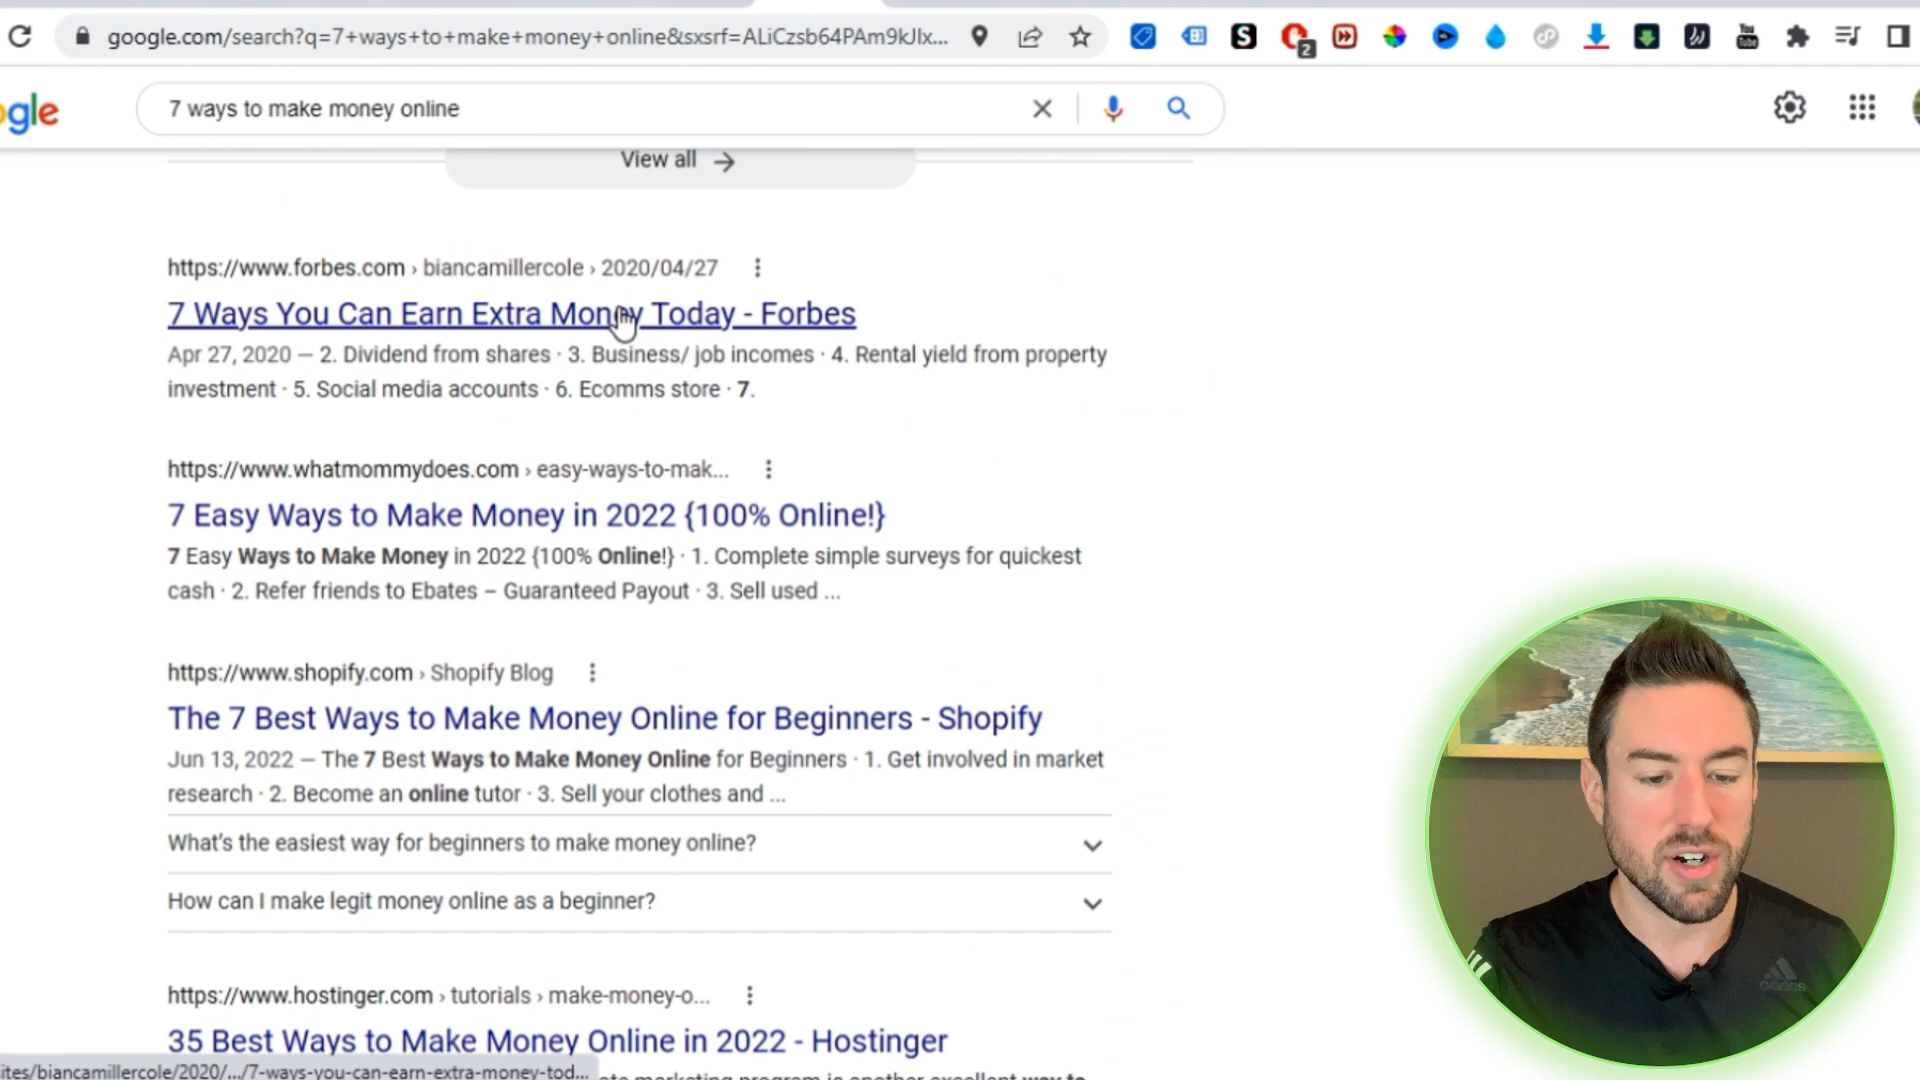 google.com/search?q=7+ways+to+make+money+online&sxsrf=ALiCzsb64PAm9kJlx...
2
ogle
7 ways to make money online
View all
https://www.forbes.com › biancamillercole › 2020/04/27
7 Ways You Can Earn Extra Money Today - Forbes
Apr 27, 2020 — 2. Dividend from shares · 3. Business/ job incomes · 4. Rental yield from property
investment · 5. Social media accounts · 6. Ecomms store · 7.
https://www.whatmommydoes.com › easy-ways-to-mak...
7 Easy Ways to Make Money in 2022 {100% Online!}
7 Easy Ways to Make Money in 2022 {100% Online!} · 1. Complete simple surveys for quickest
cash · 2. Refer friends to Ebates – Guaranteed Payout · 3. Sell used ...
https://www.shopify.com › Shopify Blog
The 7 Best Ways to Make Money Online for Beginners - Shopify
Jun 13, 2022 — The 7 Best Ways to Make Money Online for Beginners · 1. Get involved in market
research · 2. Become an online tutor · 3. Sell your clothes and ...
What's the easiest way for beginners to make money online?
How can I make legit money online as a beginner?
https://www.hostinger.com › tutorials › make-money-o...
35 Best Ways to Make Money Online in 2022 - Hostinger
ites/biancamillercole/2020/.../7-ways-you-can-earn-extra-money-tod...
marketing program is another excellent way to
adidas